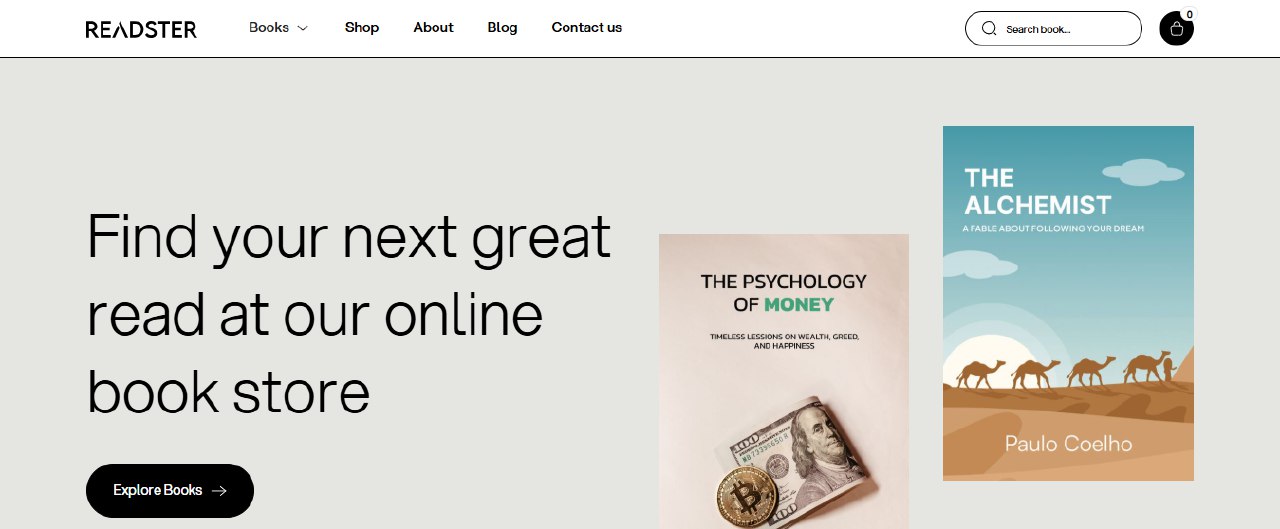 READSTER
Books
Shop
About
Blog
Contact us
Search book...
0
Find your next great
read at our online
book store
Explore Books
THE PSYCHOLOGY
OF MONEY
TIMELESS LESSIONS ON WEALTH, GREED,
AND HAPPINESS
100
THE
ALCHEMIST
A FABLE ABOUT FOLLOWING YOUR DREAM
Paulo Coelho